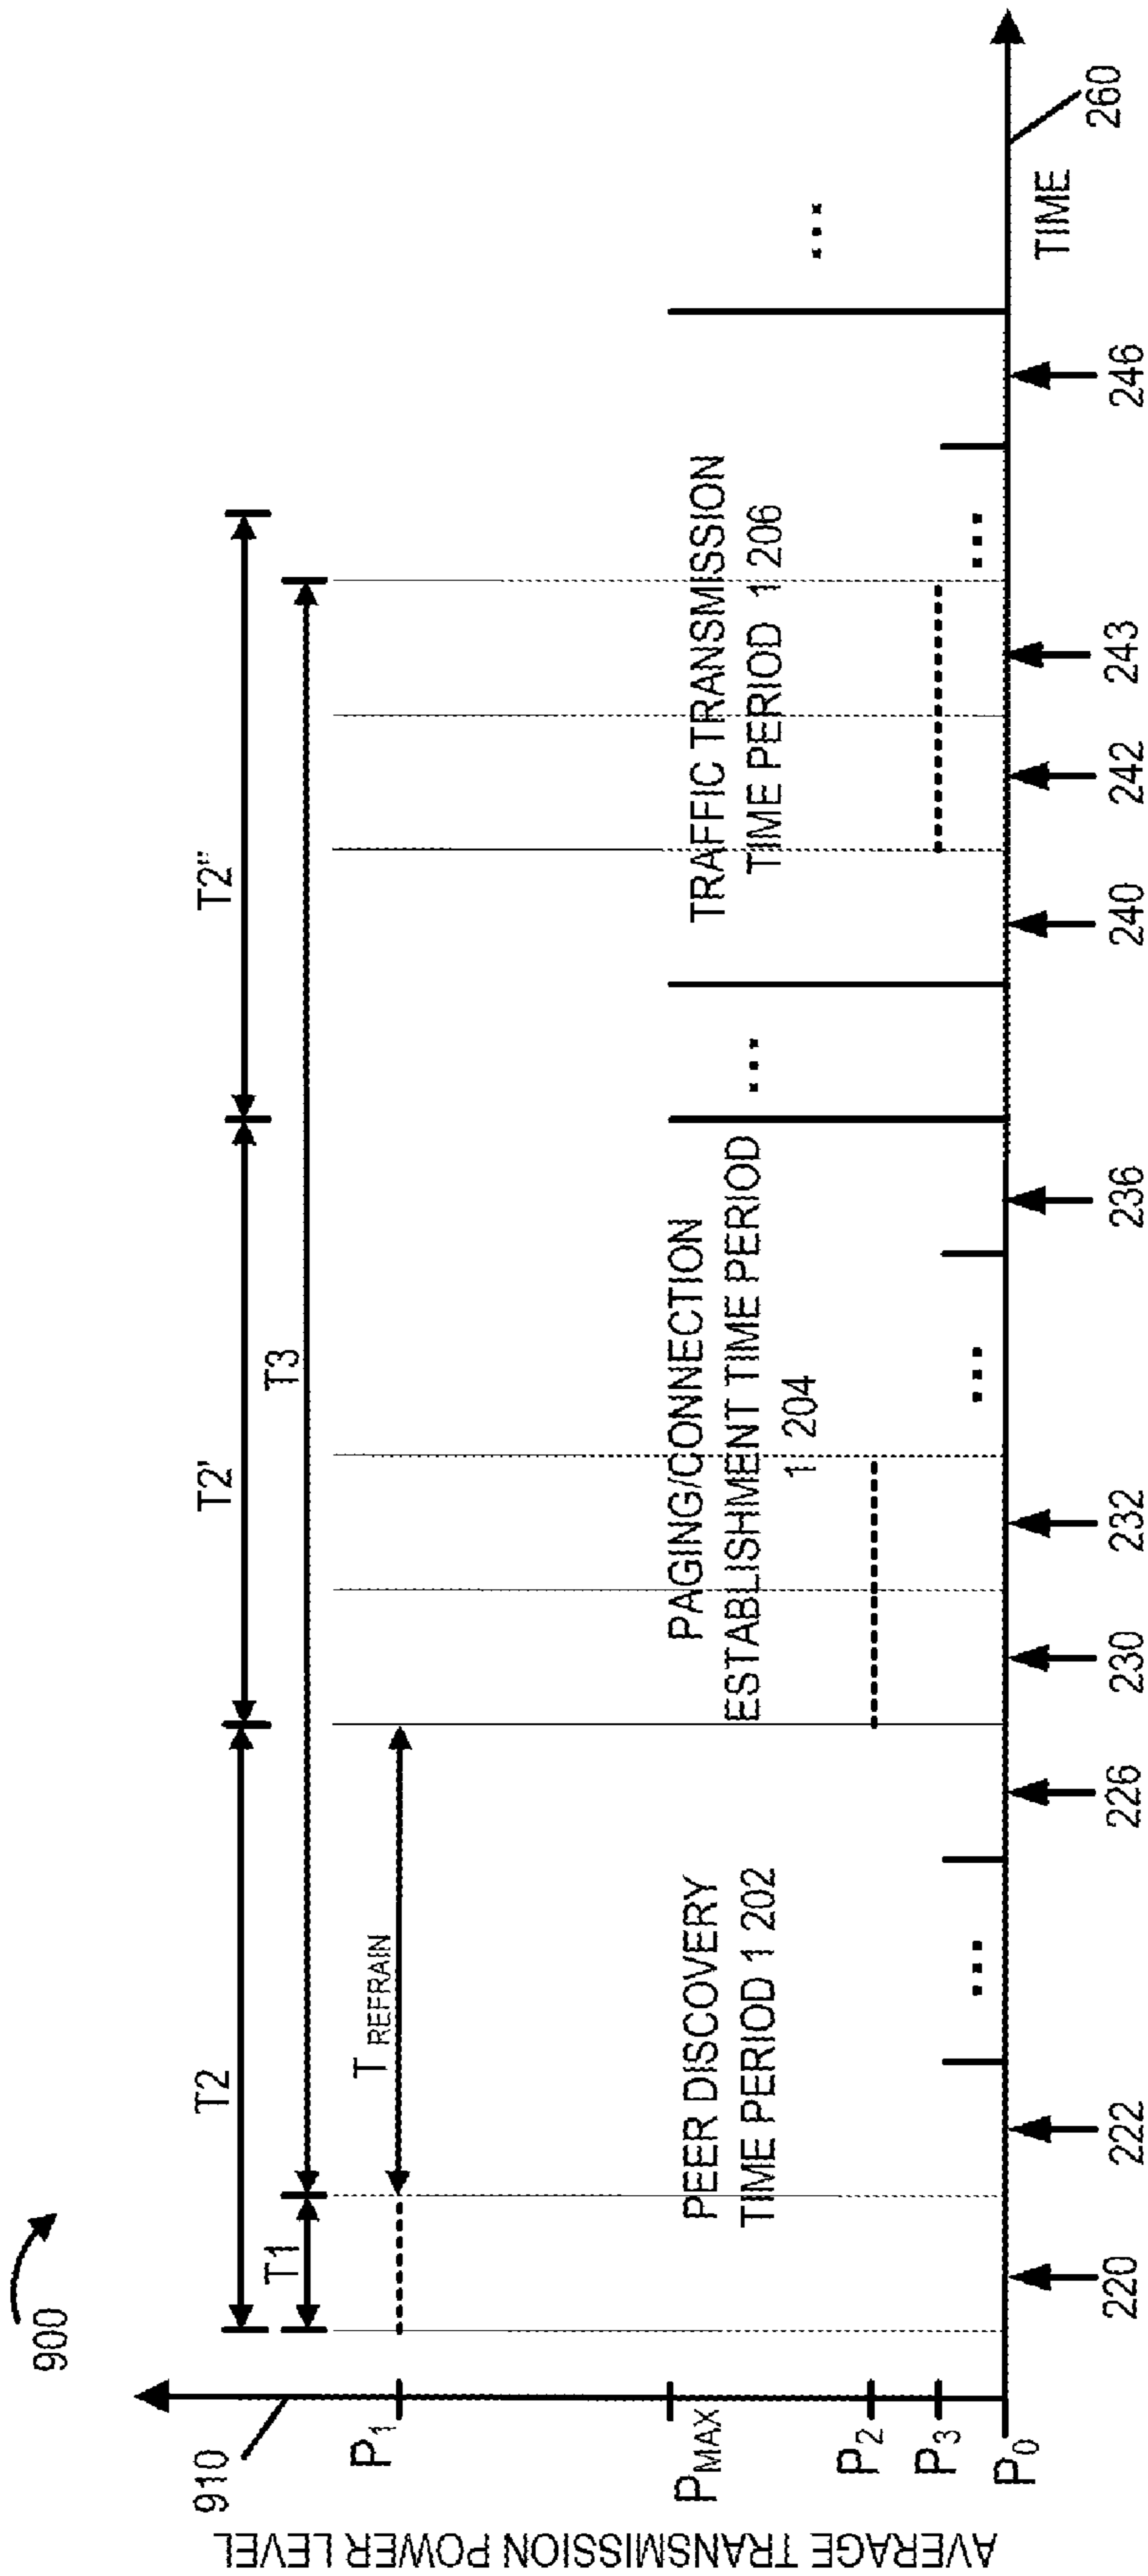 900
910
AVERAGE TRANSMISSION POWER LEVEL
P1
PMAX
P2
P3
P0
T2
T2'
T2"
T1
T3
T REFRAIN
PEER DISCOVERY
TIME PERIOD 1 202
PAGING/CONNECTION
ESTABLISHMENT TIME PERIOD
1 204
TRAFFIC TRANSMISSION
TIME PERIOD 1 206
...
...
...
...
...
220
222
226
230
232
236
240
242
243
246
TIME
260